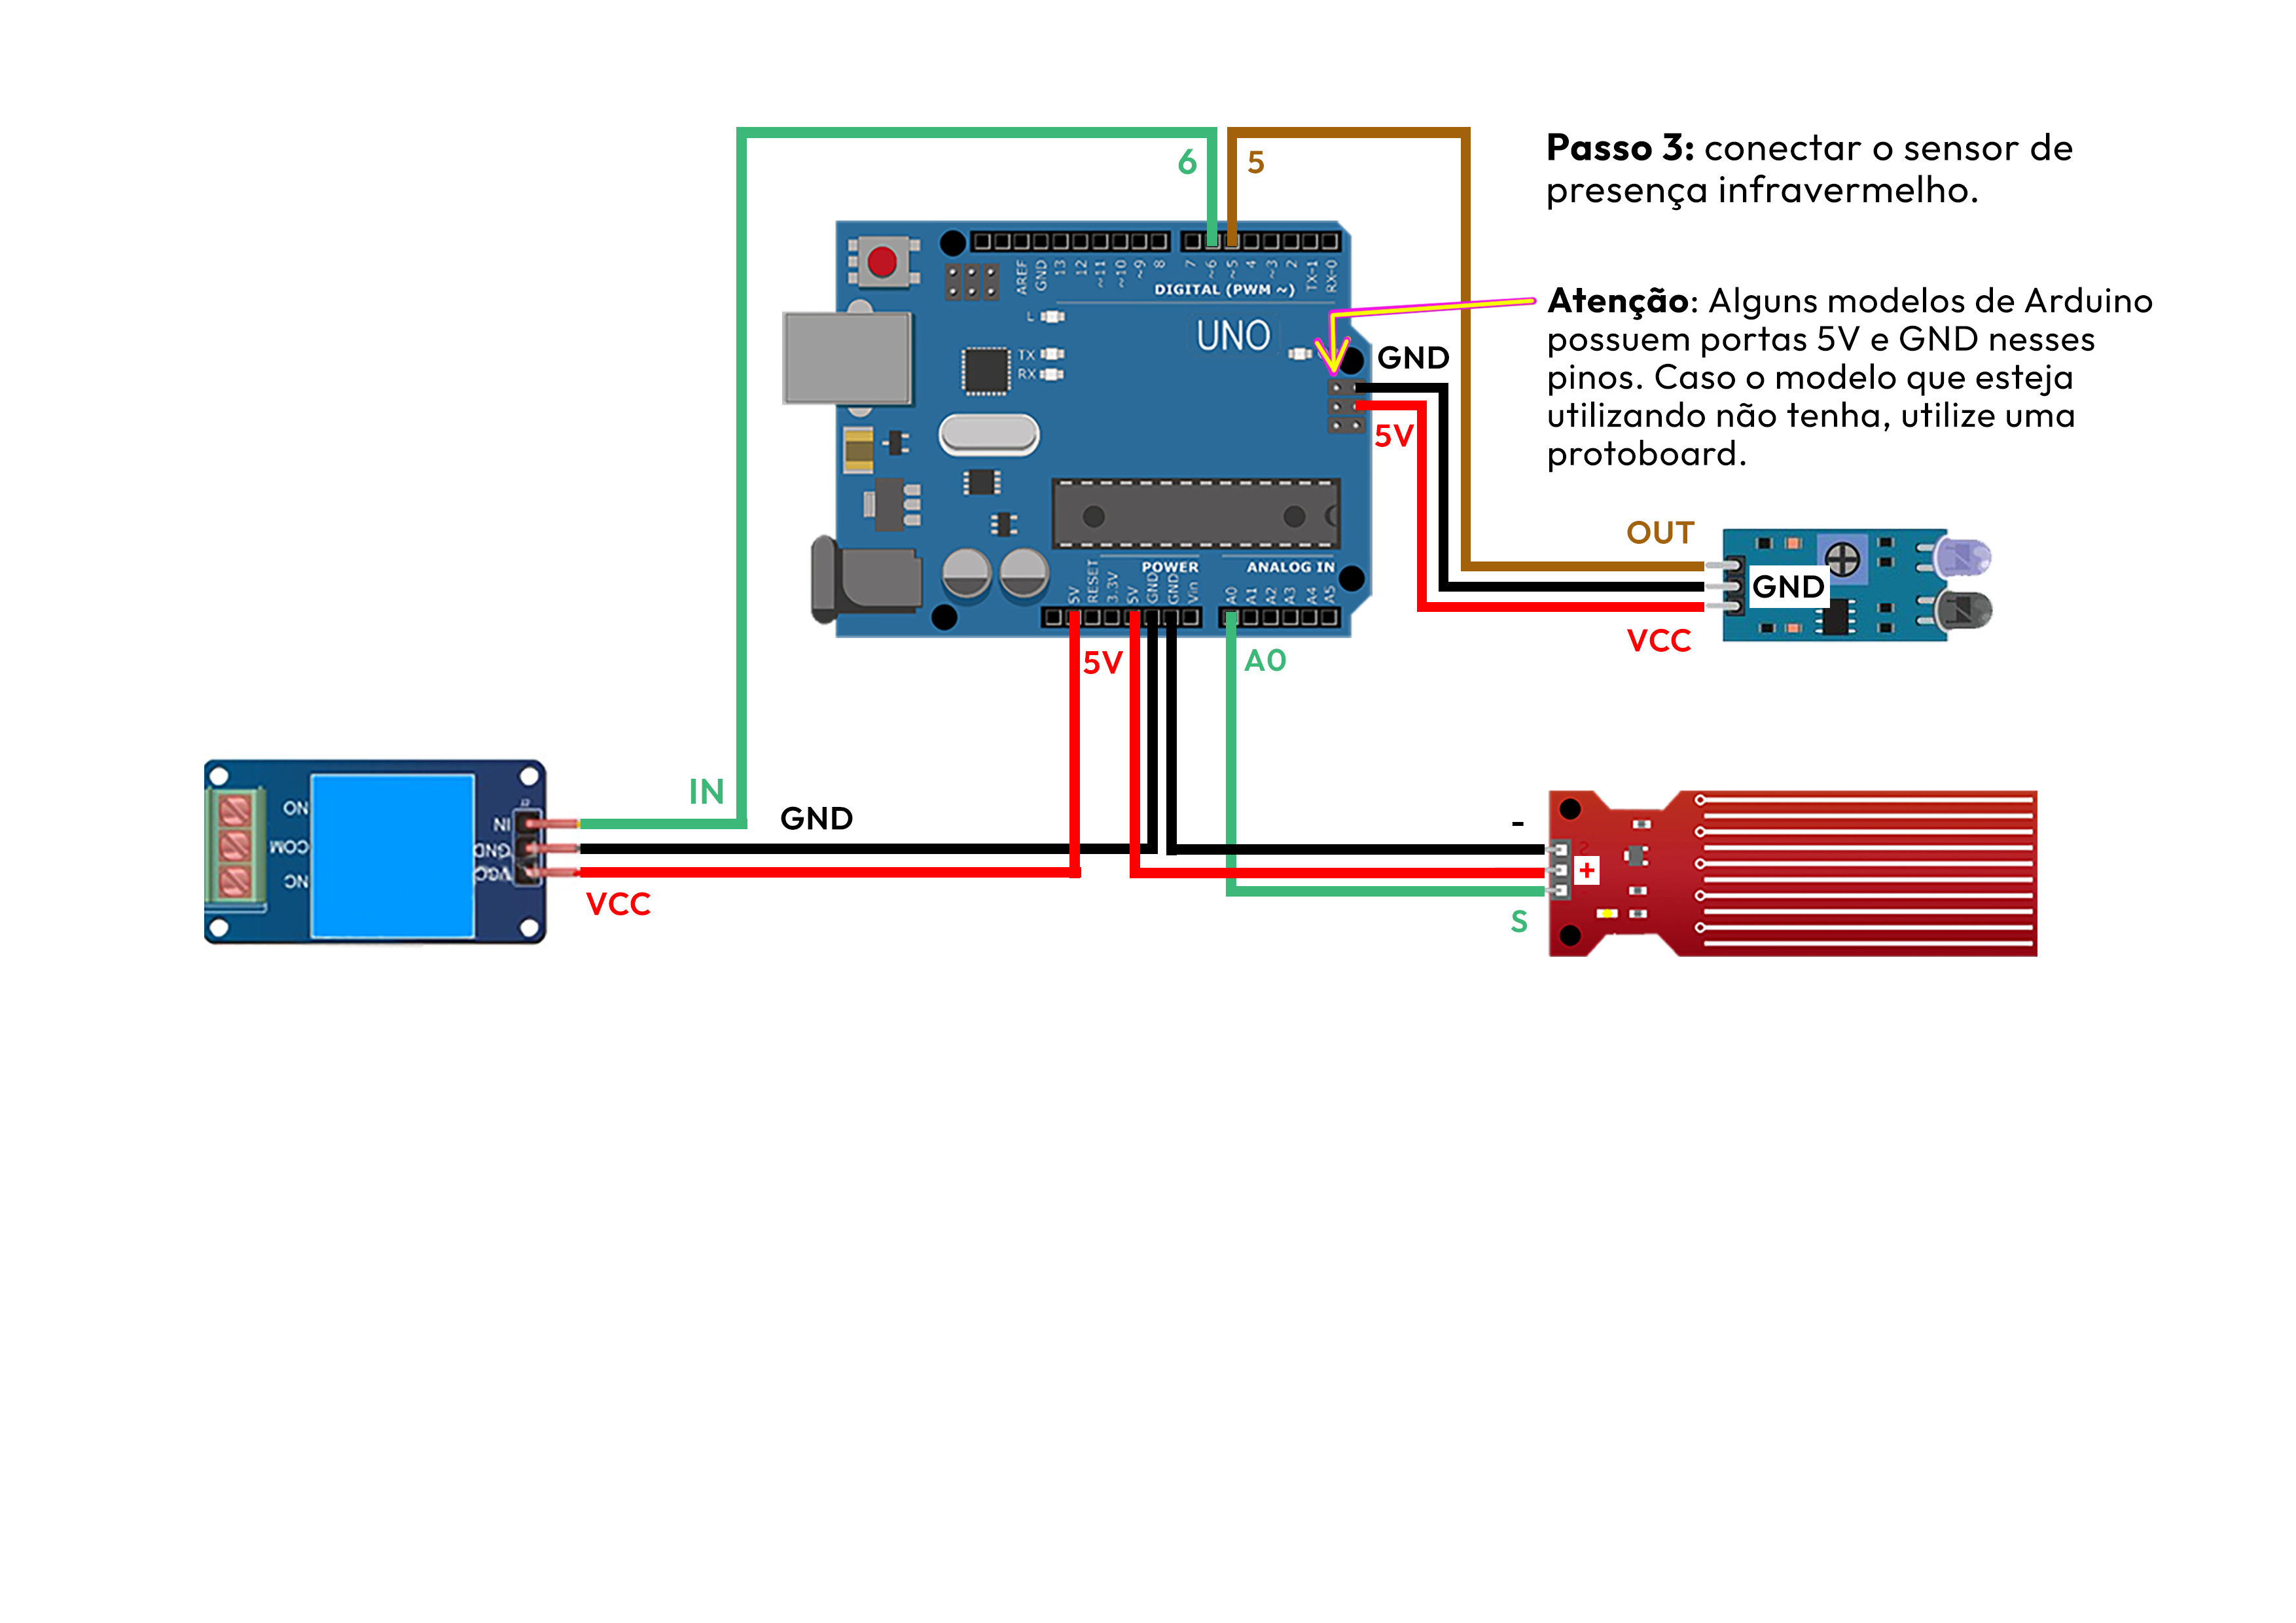 6
5
Passo 3: conectar o sensor de
presença infravermelho.
AREF
GND
13
12
~11
~10
~9
8
7
~6
~5
4
~3
2
TX-1
RX-0
DIGITAL (PWM ~)
Atenção: Alguns modelos de Arduino
possuem portas 5V e GND nesses
pinos. Caso o modelo que esteja
utilizando não tenha, utilize uma
protoboard.
L
UNO
TX
RX
GND
5V
OUT
GND
VCC
POWER
ANALOG IN
5V
RESET
3.3V
5V
GND
GND
Vin
A0
A1
A2
A3
A4
A5
5V
A0
IN
GND
VCC
NO
COM
NC
IN
GND
VCC
-
+
S